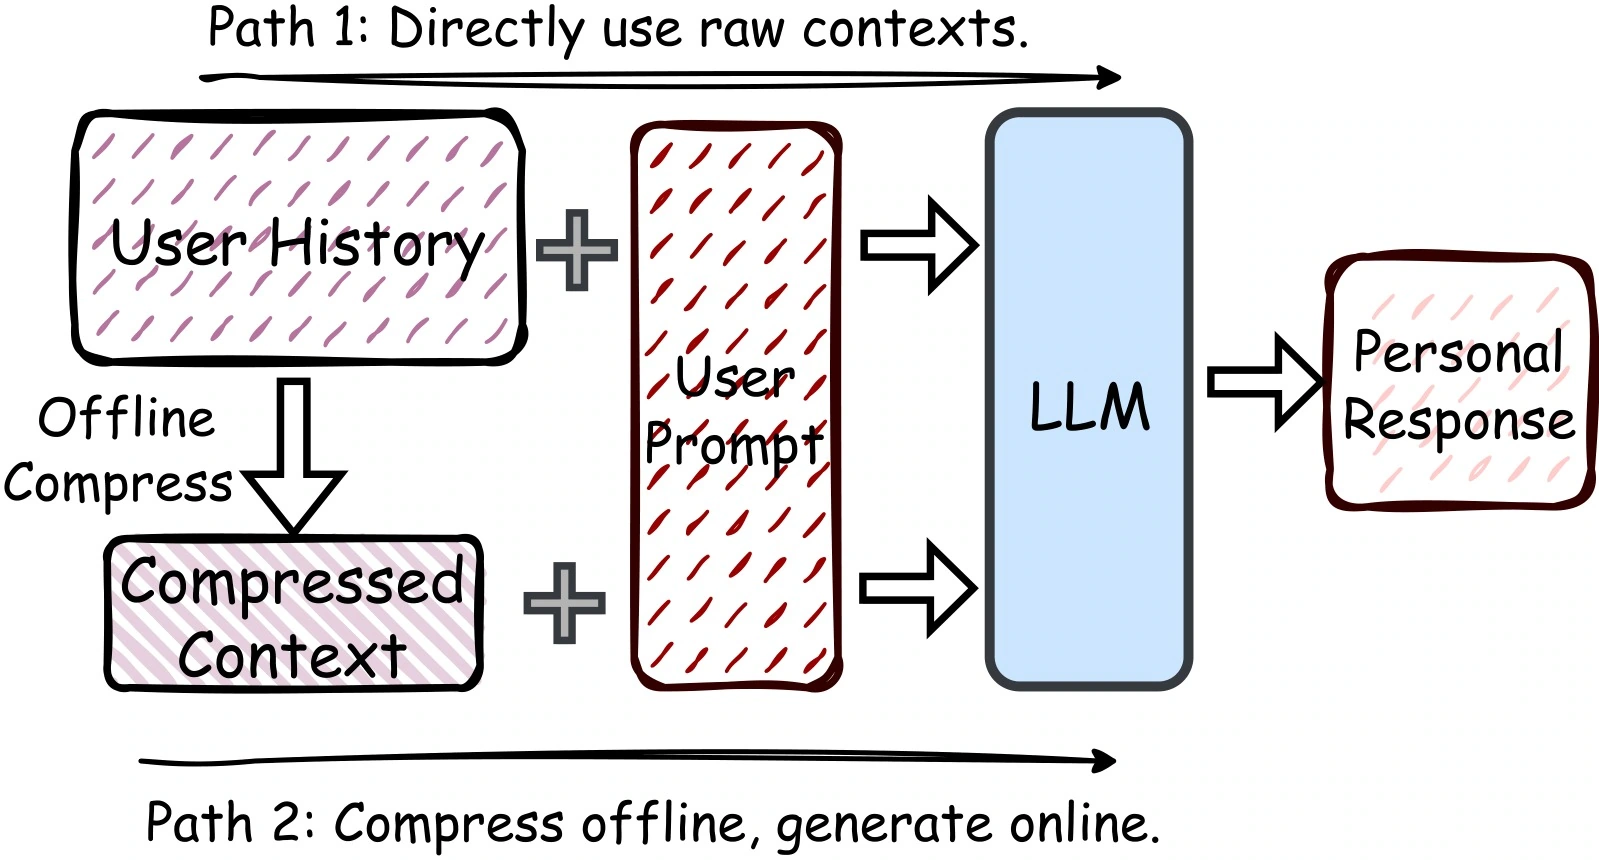 Path 1: Directly use raw contexts.
User History
Offline
Compress
User
Prompt
LLM
Personal
Response
Compressed
Context
Path 2: Compress offline, generate online.